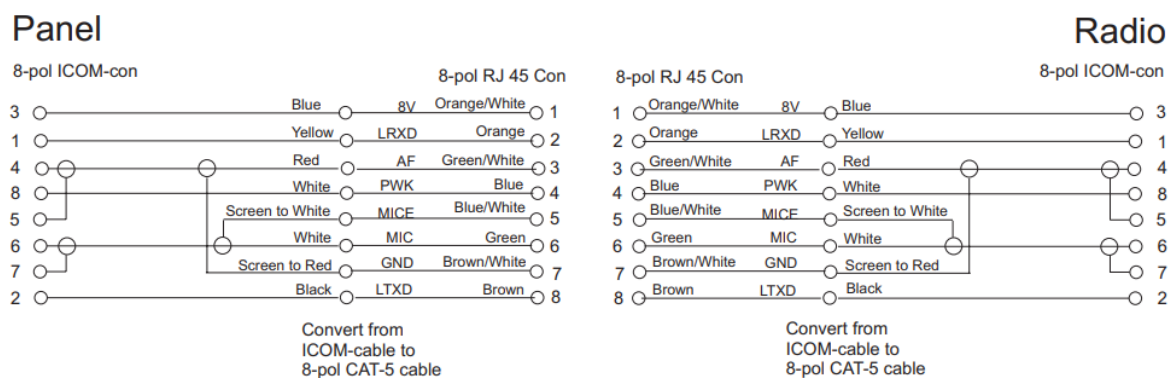 Panel
Radio
8-pol ICOM-con
8-pol RJ 45 Con
8-pol RJ 45 Con
8-pol ICOM-con
3 Blue 8V Orange/White 1
1 Yellow LRXD Orange 2
4 Red AF Green/White 3
8 White PWK Blue 4
5 Screen to White MICE Blue/White 5
6 White MIC Green 6
7 Screen to Red GND Brown/White 7
2 Black LTXD Brown 8
Convert from
ICOM-cable to
8-pol CAT-5 cable
1 Orange/White 8V Blue 3
2 Orange LRXD Yellow 1
3 Green/White AF Red 4
4 Blue PWK White 8
5 Blue/White MICE Screen to White 5
6 Green MIC White 6
7 Brown/White GND Screen to Red 7
8 Brown LTXD Black 2
Convert from
ICOM-cable to
8-pol CAT-5 cable